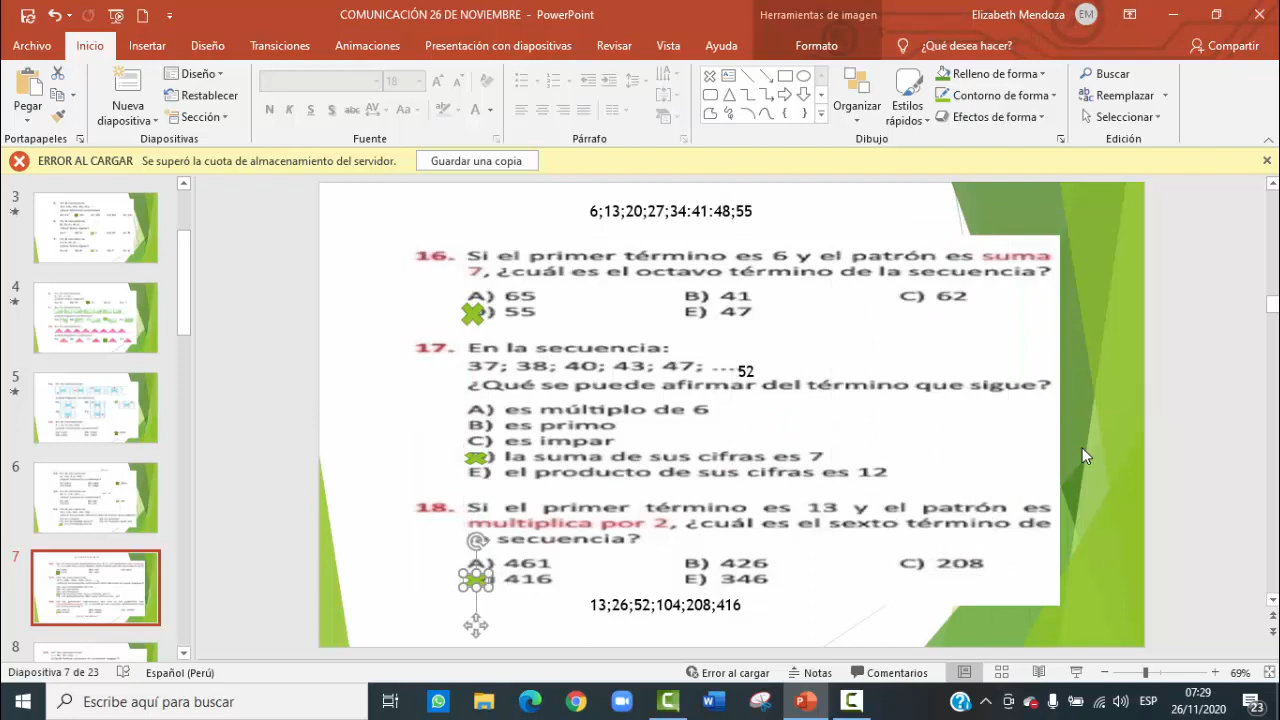 COMUNICACIÓN 26 DE NOVIEMBRE - PowerPoint
Herramientas de imagen
Elizabeth Mendoza EM
Archivo Inicio Insertar Diseño Transiciones Animaciones Presentación con diapositivas Revisar Vista Ayuda Formato ¿Qué desea hacer? Compartir
Pegar
Nueva diapositiva
Diseño
Restablecer
Sección
18
Organizar
Estilos rápidos
Relleno de forma
Contorno de forma
Efectos de forma
Buscar
Reemplazar
Seleccionar
Portapapeles Diapositivas Fuente Párrafo Dibujo Edición
ERROR AL CARGAR Se superó la cuota de almacenamiento del servidor. Guardar una copia
3
4
5
6
7
8
6;13;20;27;34:41:48;55
16. Si el primer término es 6 y el patrón es suma
7, ¿cuál es el octavo término de la secuencia?
A) 65 B) 41 C) 62
) 55 E) 47
17. En la secuencia:
37; 38; 40; 43; 47; ....52
¿Qué se puede afirmar del término que sigue?
A) es múltiplo de 6
B) es primo
C) es impar
) la suma de sus cifras es 7
E) el producto de sus cifras es 12
18. Si el primer término es 13 y el patrón es
multiplica por 2, ¿cuál es el sexto término de
secuencia?
A) 461 B) 426 C) 208
416 E) 346
13;26;52;104;208;416
Diapositiva 7 de 23 Español (Perú) Error al cargar Notas Comentarios 69%
Escribe aquí para buscar
ESP
07:29
26/11/2020
23